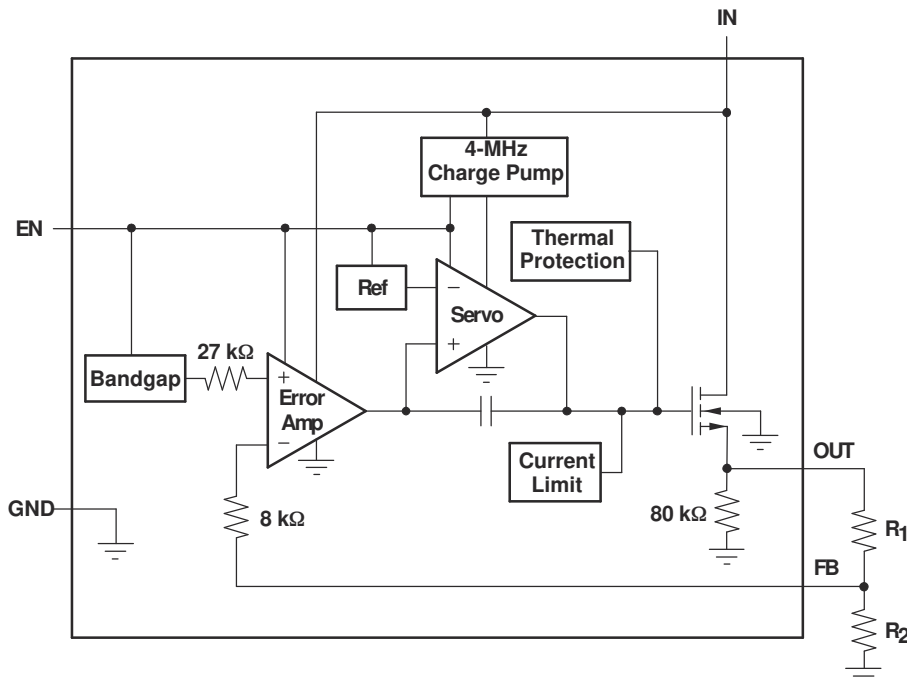 IN
4-MHz
Charge Pump
EN
Thermal
Protection
Ref
−
Servo
+
27 kΩ
Bandgap
+
Error
Amp
−
OUT
Current
Limit
GND
8 kΩ
80 kΩ
R1
FB
R2